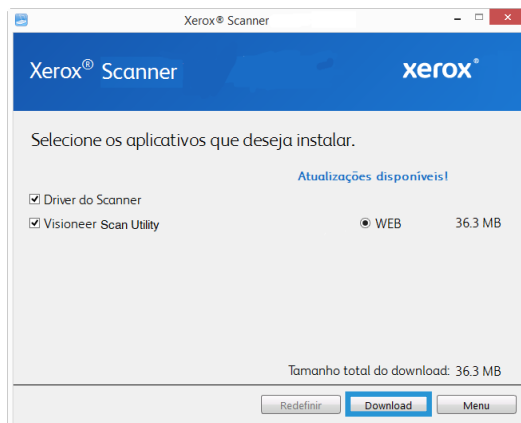 Xerox® Scanner
Xerox® Scanner
xerox®
Selecione os aplicativos que deseja instalar.
Atualizações disponíveis!
Driver do Scanner
Visioneer Scan Utility WEB 36.3 MB
Tamanho total do download: 36.3 MB
Redefinir Download Menu